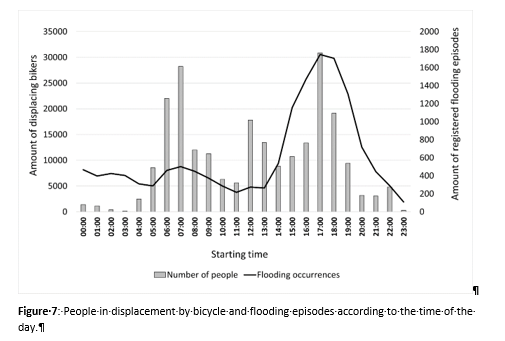 35000
30000
25000
20000
15000
10000
5000
0
Amount of displacing bikers
2000
1800
1600
1400
1200
1000
800
600
400
200
0
Amount of registered flooding episodes
00:00 01:00 02:00 03:00 04:00 05:00 06:00 07:00 08:00 09:00 10:00 11:00 12:00 13:00 14:00 15:00 16:00 17:00 18:00 19:00 20:00 21:00 22:00 23:00
Starting time
Number of people Flooding occurrences
¶
Figure·7:·People·in·displacement·by·bicycle·and·flooding·episodes·according·to·the·time·of·the·
day.¶